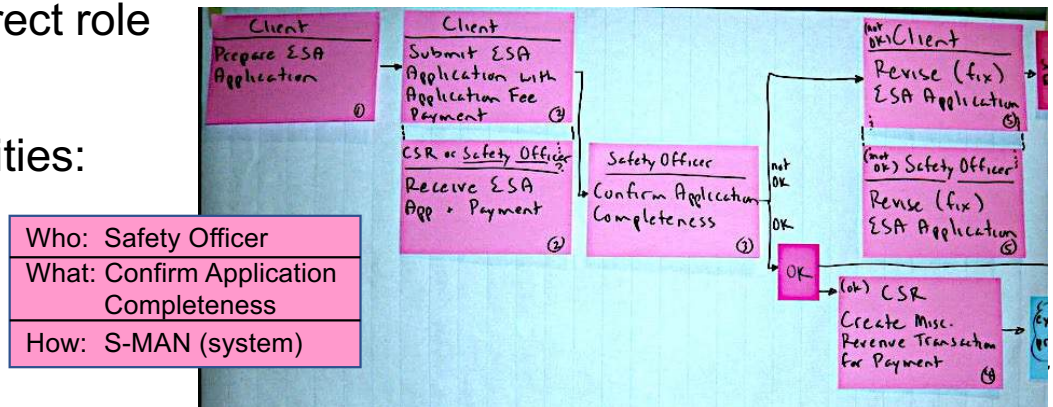 rect role
ities:
Who: Safety Officer
What: Confirm Application
Completeness
How: S-MAN (system)
Client
Prepare ESA
Application
1
Client
Submit ESA
Application with
Application Fee
Payment
2
CSR or Safety Officer
?
Receive ESA
App + Payment
2
Safety Officer
Confirm Application
Completeness
3
not
OK
OK
OK
(not
OK) Client
Revise (fix)
ESA Application
5
(not
OK) Safety Officer
Revise (fix)
ESA Application
5
(OK) CSR
Create Misc.
Revenue Transaction
for Payment
4